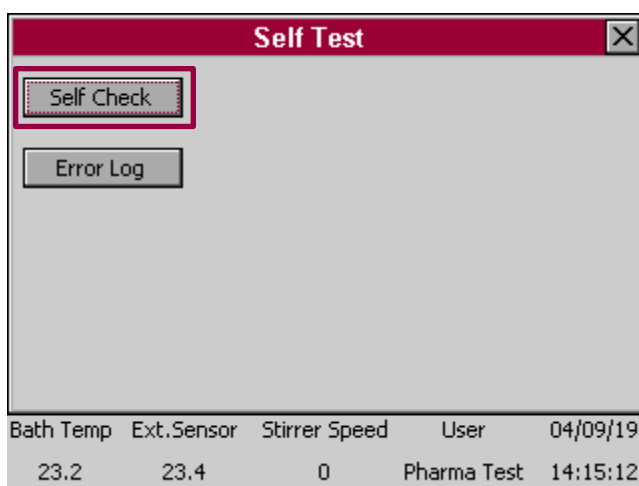 Self Test
Self Check
Error Log
Bath Temp Ext.Sensor Stirrer Speed User 04/09/19
23.2 23.4 0 Pharma Test 14:15:12